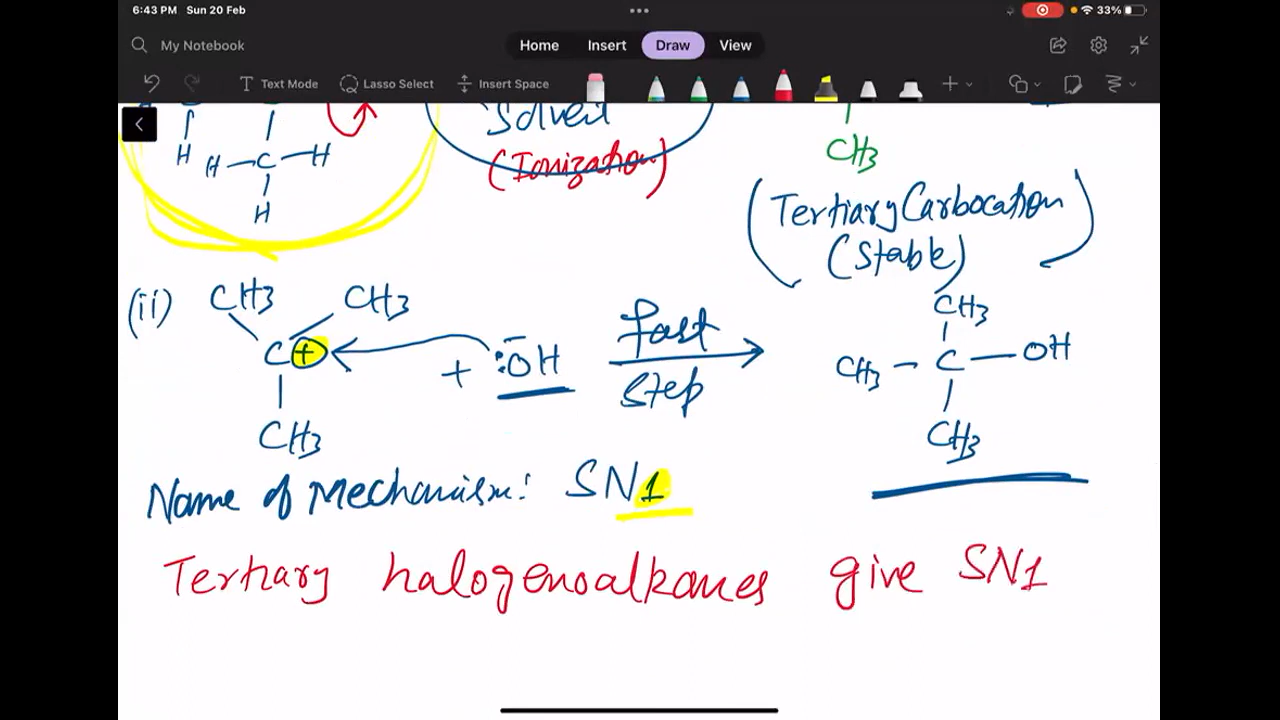 6:43 PM Sun 20 Feb
33%
My Notebook
Home Insert Draw View
Text Mode Lasso Select Insert Space
Solvent
(Ionization)
H H-C-H
H
CH3
(Tertiary Carbocation
(Stable)
(ii) CH3 CH3
C + + :OH fast
step
CH3
CH3
CH3 - C - OH
CH3
Name of Mechanism: SN1
Tertiary halogenoalkanes give SN1